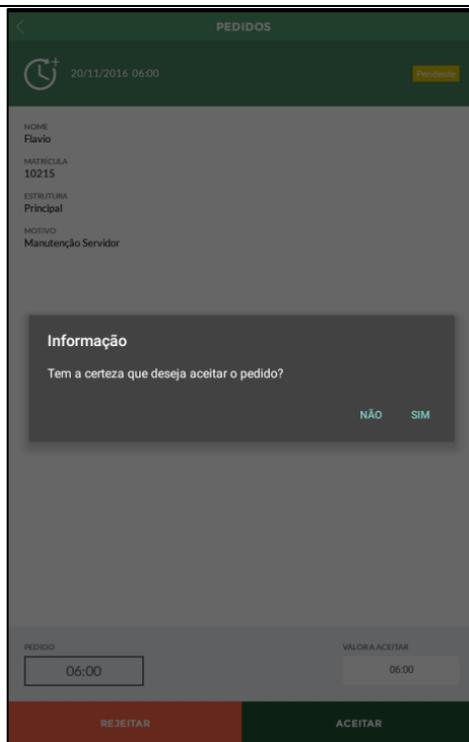 PEDIDOS
20/11/2016 06:00
Pendente
NOME
Flavio
MATRÍCULA
10215
ESTRUTURA
Principal
MOTIVO
Manutenção Servidor
Informação
Tem a certeza que deseja aceitar o pedido?
NÃO SIM
PEDIDO VALOR A ACEITAR
06:00 06:00
REJEITAR ACEITAR